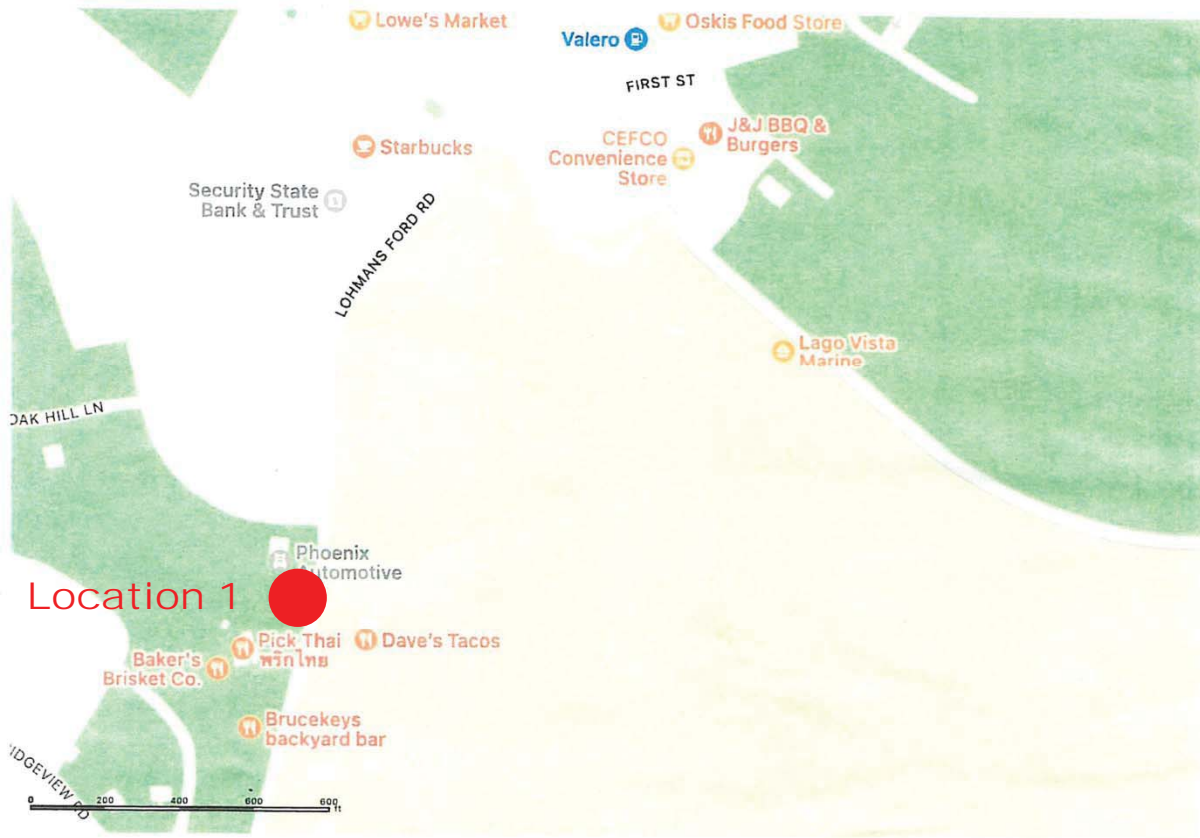 Lowe's Market
Oskis Food Store
Valero
FIRST ST
J&J BBQ &
Burgers
CEFCO
Convenience
Store
Starbucks
Security State
Bank & Trust
LOHMANS FORD RD
Lago Vista
Marine
OAK HILL LN
Phoenix
Automotive
Location 1
Pick Thai
พริกไทย
Dave's Tacos
Baker's
Brisket Co.
Brucekeys
backyard bar
IDGEVIEW RD
0 200 400 600 600
ft